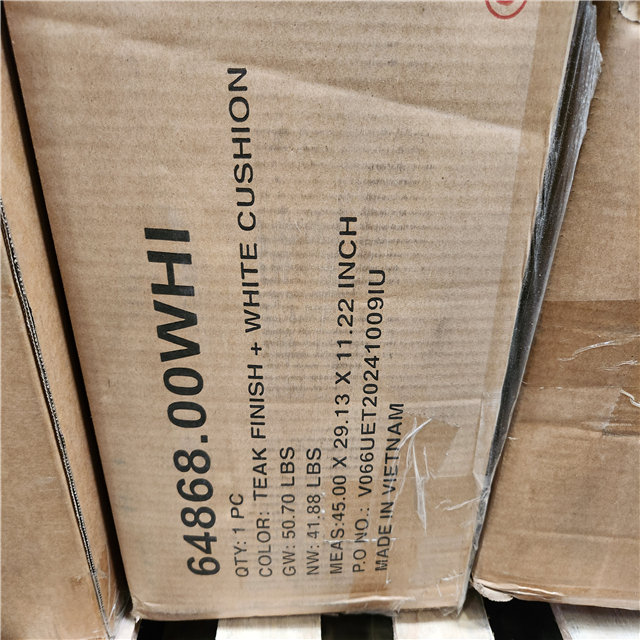 64868.00WHI
QTY: 1 PC
COLOR: TEAK FINISH + WHITE CUSHION
GW: 50.70 LBS
NW: 41.88 LBS
MEAS:45.00 X 29.13 X 11.22 INCH
P.O NO.: V066UET20241009IU
MADE IN VIETNAM